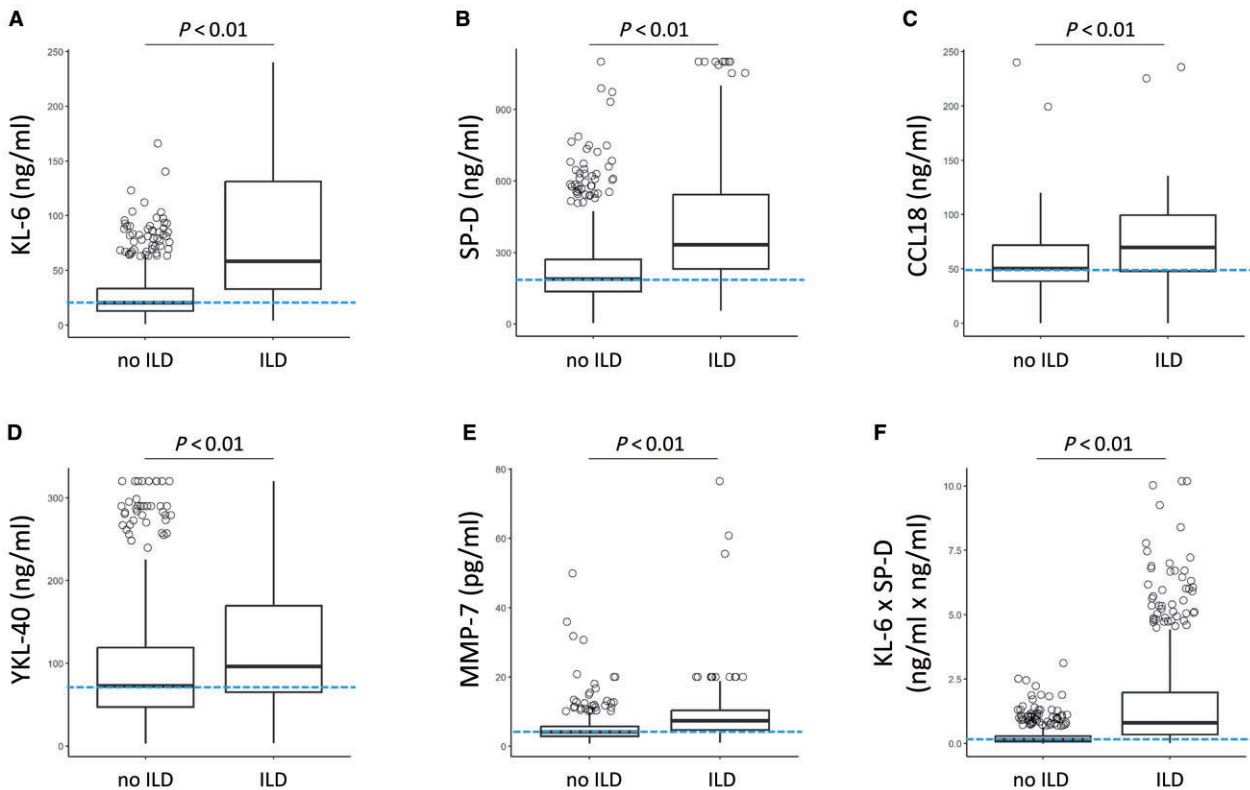 A
P < 0.01
KL-6 (ng/ml)
250
200
150
100
50
0
no ILD
ILD
B
P < 0.01
SP-D (ng/ml)
900
600
300
0
no ILD
ILD
C
P < 0.01
CCL18 (ng/ml)
250
200
150
100
50
0
no ILD
ILD
D
P < 0.01
YKL-40 (ng/ml)
300
200
100
0
no ILD
ILD
E
P < 0.01
MMP-7 (pg/ml)
80
60
40
20
0
no ILD
ILD
F
P < 0.01
KL-6 x SP-D
(ng/ml x ng/ml)
10.0
7.5
5.0
2.5
0.0
no ILD
ILD